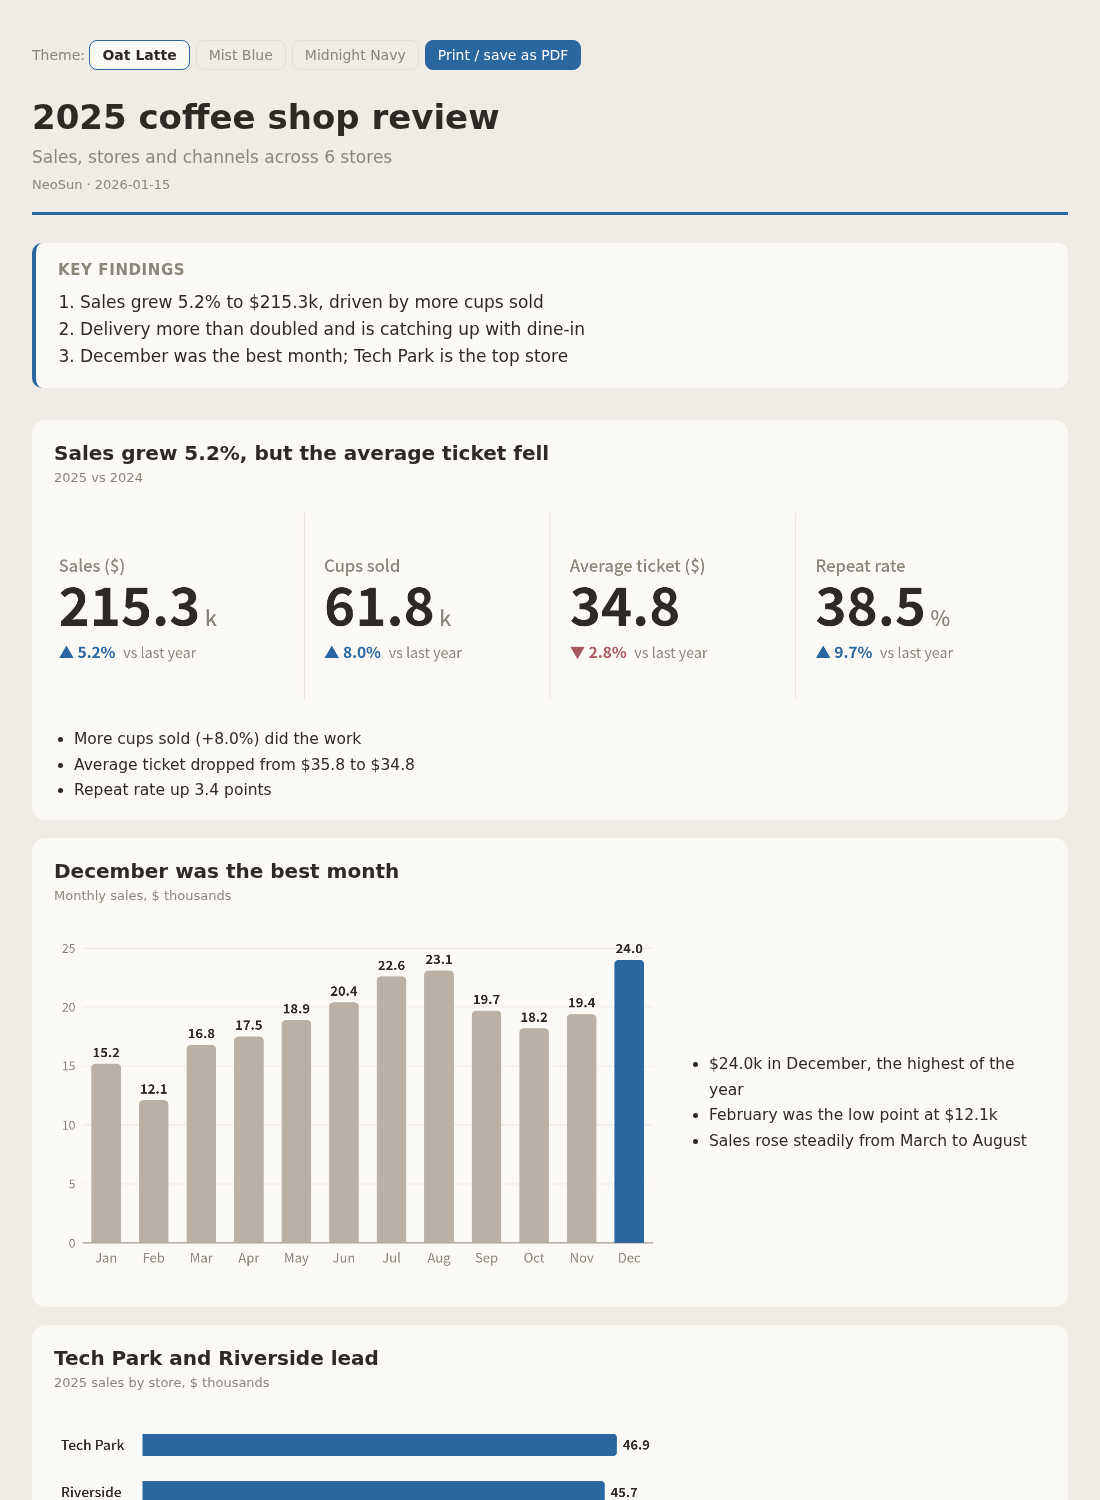 Theme: Oat Latte Mist Blue Midnight Navy Print / save as PDF
2025 coffee shop review
Sales, stores and channels across 6 stores
NeoSun · 2026-01-15
KEY FINDINGS
1. Sales grew 5.2% to $215.3k, driven by more cups sold
2. Delivery more than doubled and is catching up with dine-in
3. December was the best month; Tech Park is the top store
Sales grew 5.2%, but the average ticket fell
2025 vs 2024
Sales ($)
215.3 k
▲ 5.2% vs last year
Cups sold
61.8 k
▲ 8.0% vs last year
Average ticket ($)
34.8
▼ 2.8% vs last year
Repeat rate
38.5 %
▲ 9.7% vs last year
• More cups sold (+8.0%) did the work
• Average ticket dropped from $35.8 to $34.8
• Repeat rate up 3.4 points
December was the best month
Monthly sales, $ thousands
25
20
15
10
5
0
15.2
12.1
16.8
17.5
18.9
20.4
22.6
23.1
19.7
18.2
19.4
24.0
Jan Feb Mar Apr May Jun Jul Aug Sep Oct Nov Dec
• $24.0k in December, the highest of the
year
• February was the low point at $12.1k
• Sales rose steadily from March to August
Tech Park and Riverside lead
2025 sales by store, $ thousands
Tech Park 46.9
Riverside 45.7